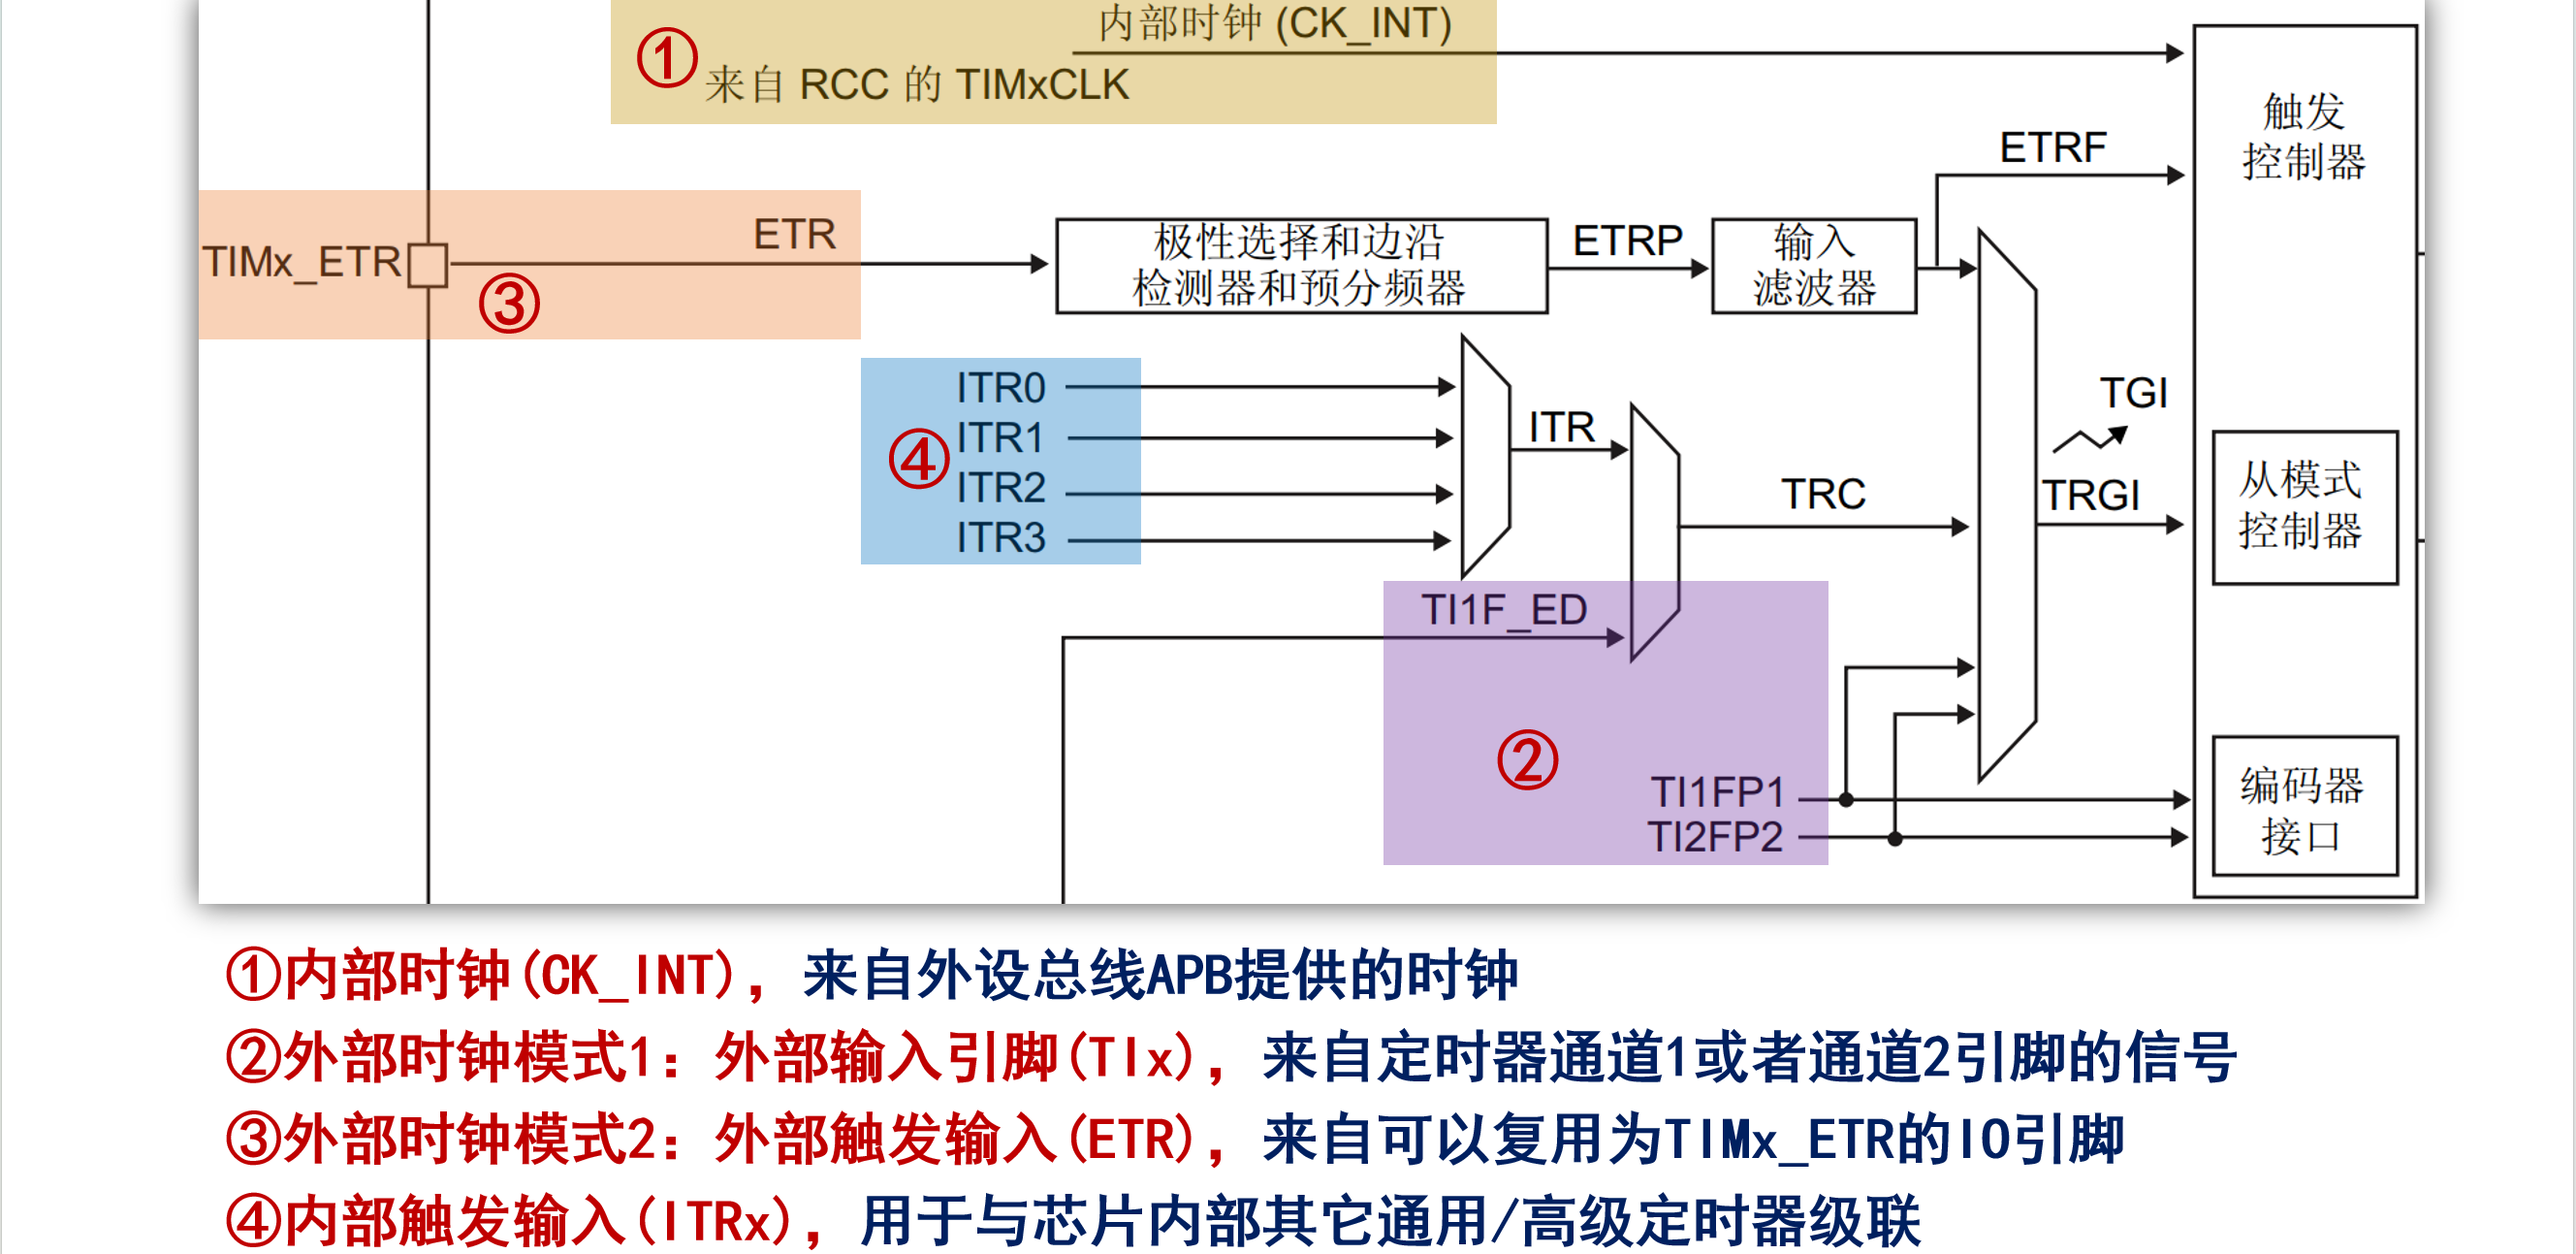 内部时钟 (CK_INT)
① 来自 RCC 的 TIMxCLK
触发
控制器
ETRF
TIMx_ETR
ETR
③
极性选择和边沿
检测器和预分频器
ETRP
输入
滤波器
④
ITR0
ITR1
ITR2
ITR3
ITR
TRC
TGI
TRGI
从模式
控制器
TI1F_ED
②
TI1FP1
TI2FP2
编码器
接口
①内部时钟(CK_INT)，来自外设总线APB提供的时钟
②外部时钟模式1：外部输入引脚(TIx)，来自定时器通道1或者通道2引脚的信号
③外部时钟模式2：外部触发输入(ETR)，来自可以复用为TIMx_ETR的IO引脚
④内部触发输入(ITRx)，用于与芯片内部其它通用/高级定时器级联